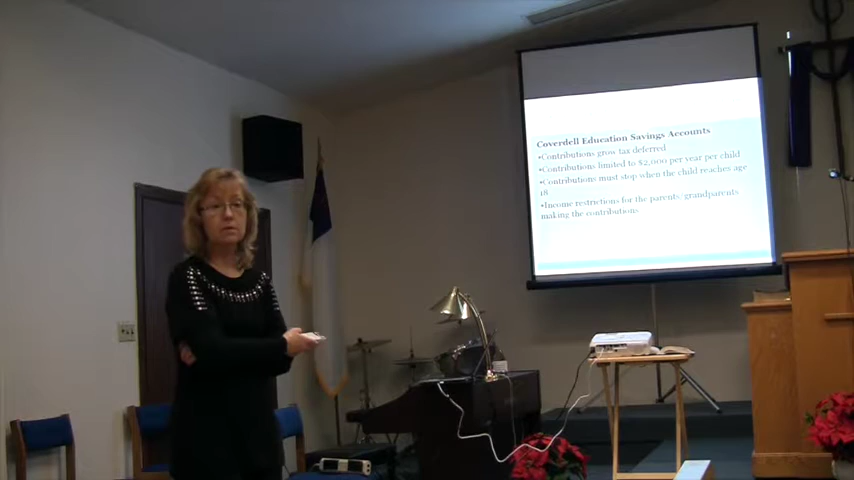 Coverdell Education Savings Accounts
•Contributions grow tax deferred
•Contributions limited to $2,000 per year per child
•Contributions must stop when the child reaches age
18
•Income restrictions for the parents/grandparents
making the contributions.